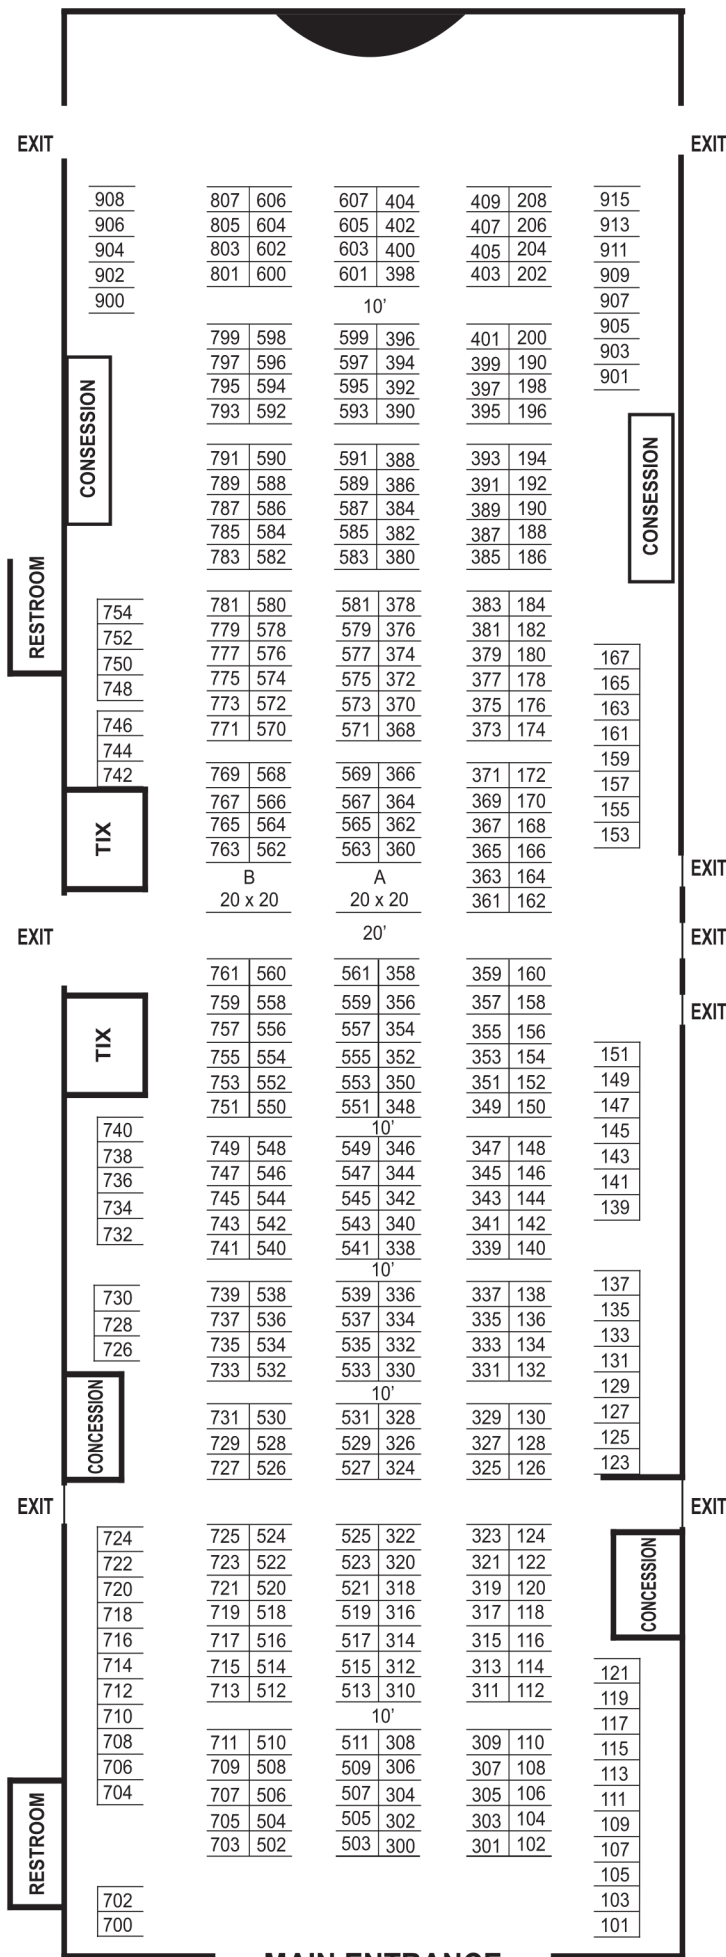 EXIT EXIT
908 807 606 607 404 409 208 915
906 805 604 605 402 407 206 913
904 803 602 603 400 405 204 911
902 801 600 601 398 403 202 909
900 10' 907
905
799 598 599 396 401 200
903
797 596 597 394 399 190
901
795 594 595 392 397 198
793 592 593 390 395 196
CONSESSION
CONSESSION
791 590 591 388 393 194
789 588 589 386 391 192
787 586 587 384 389 190
785 584 585 382 387 188
783 582 583 380 385 186
RESTROOM
754 781 580 581 378 383 184
752 779 578 579 376 381 182
750 777 576 577 374 379 180 167
748 775 574 575 372 377 178 165
773 572 573 370 375 176 163
746 771 570 571 368 373 174 161
744 159
742 769 568 569 366 371 172 157
767 566 567 364 369 170 155
765 564 565 362 367 168 153
TIX
763 562 563 360 365 166
B A 363 164 EXIT
20 x 20 20 x 20 361 162
EXIT 20' EXIT
761 560 561 358 359 160
759 558 559 356 357 158 EXIT
TIX
757 556 557 354 355 156
755 554 555 352 353 154 151
753 552 553 350 351 152 149
751 550 551 348 349 150 147
740 10' 145
738 749 548 549 346 347 148 143
736 747 546 547 344 345 146 141
734 745 544 545 342 343 144 139
732 743 542 543 340 341 142
741 540 541 338 339 140
10'
137
730 739 538 539 336 337 138 135
728 737 536 537 334 335 136 133
726 735 534 535 332 333 134 131
733 532 533 330 331 132 129
10'
CONCESSION
731 530 531 328 329 130 127
729 528 529 326 327 128 125
727 526 527 324 325 126 123
EXIT EXIT
724 725 524 525 322 323 124
722 723 522 523 320 321 122
720 721 520 521 318 319 120
CONCESSION
718 719 518 519 316 317 118
716 717 516 517 314 315 116
714 715 514 515 312 313 114 121
712 713 512 513 310 311 112 119
710 10' 117
708 711 510 511 308 309 110 115
706 709 508 509 306 307 108 113
704 707 506 507 304 305 106 111
705 504 505 302 303 104 109
703 502 503 300 301 102 107
RESTROOM
105
702 103
700 101
MAIN ENTRANCE